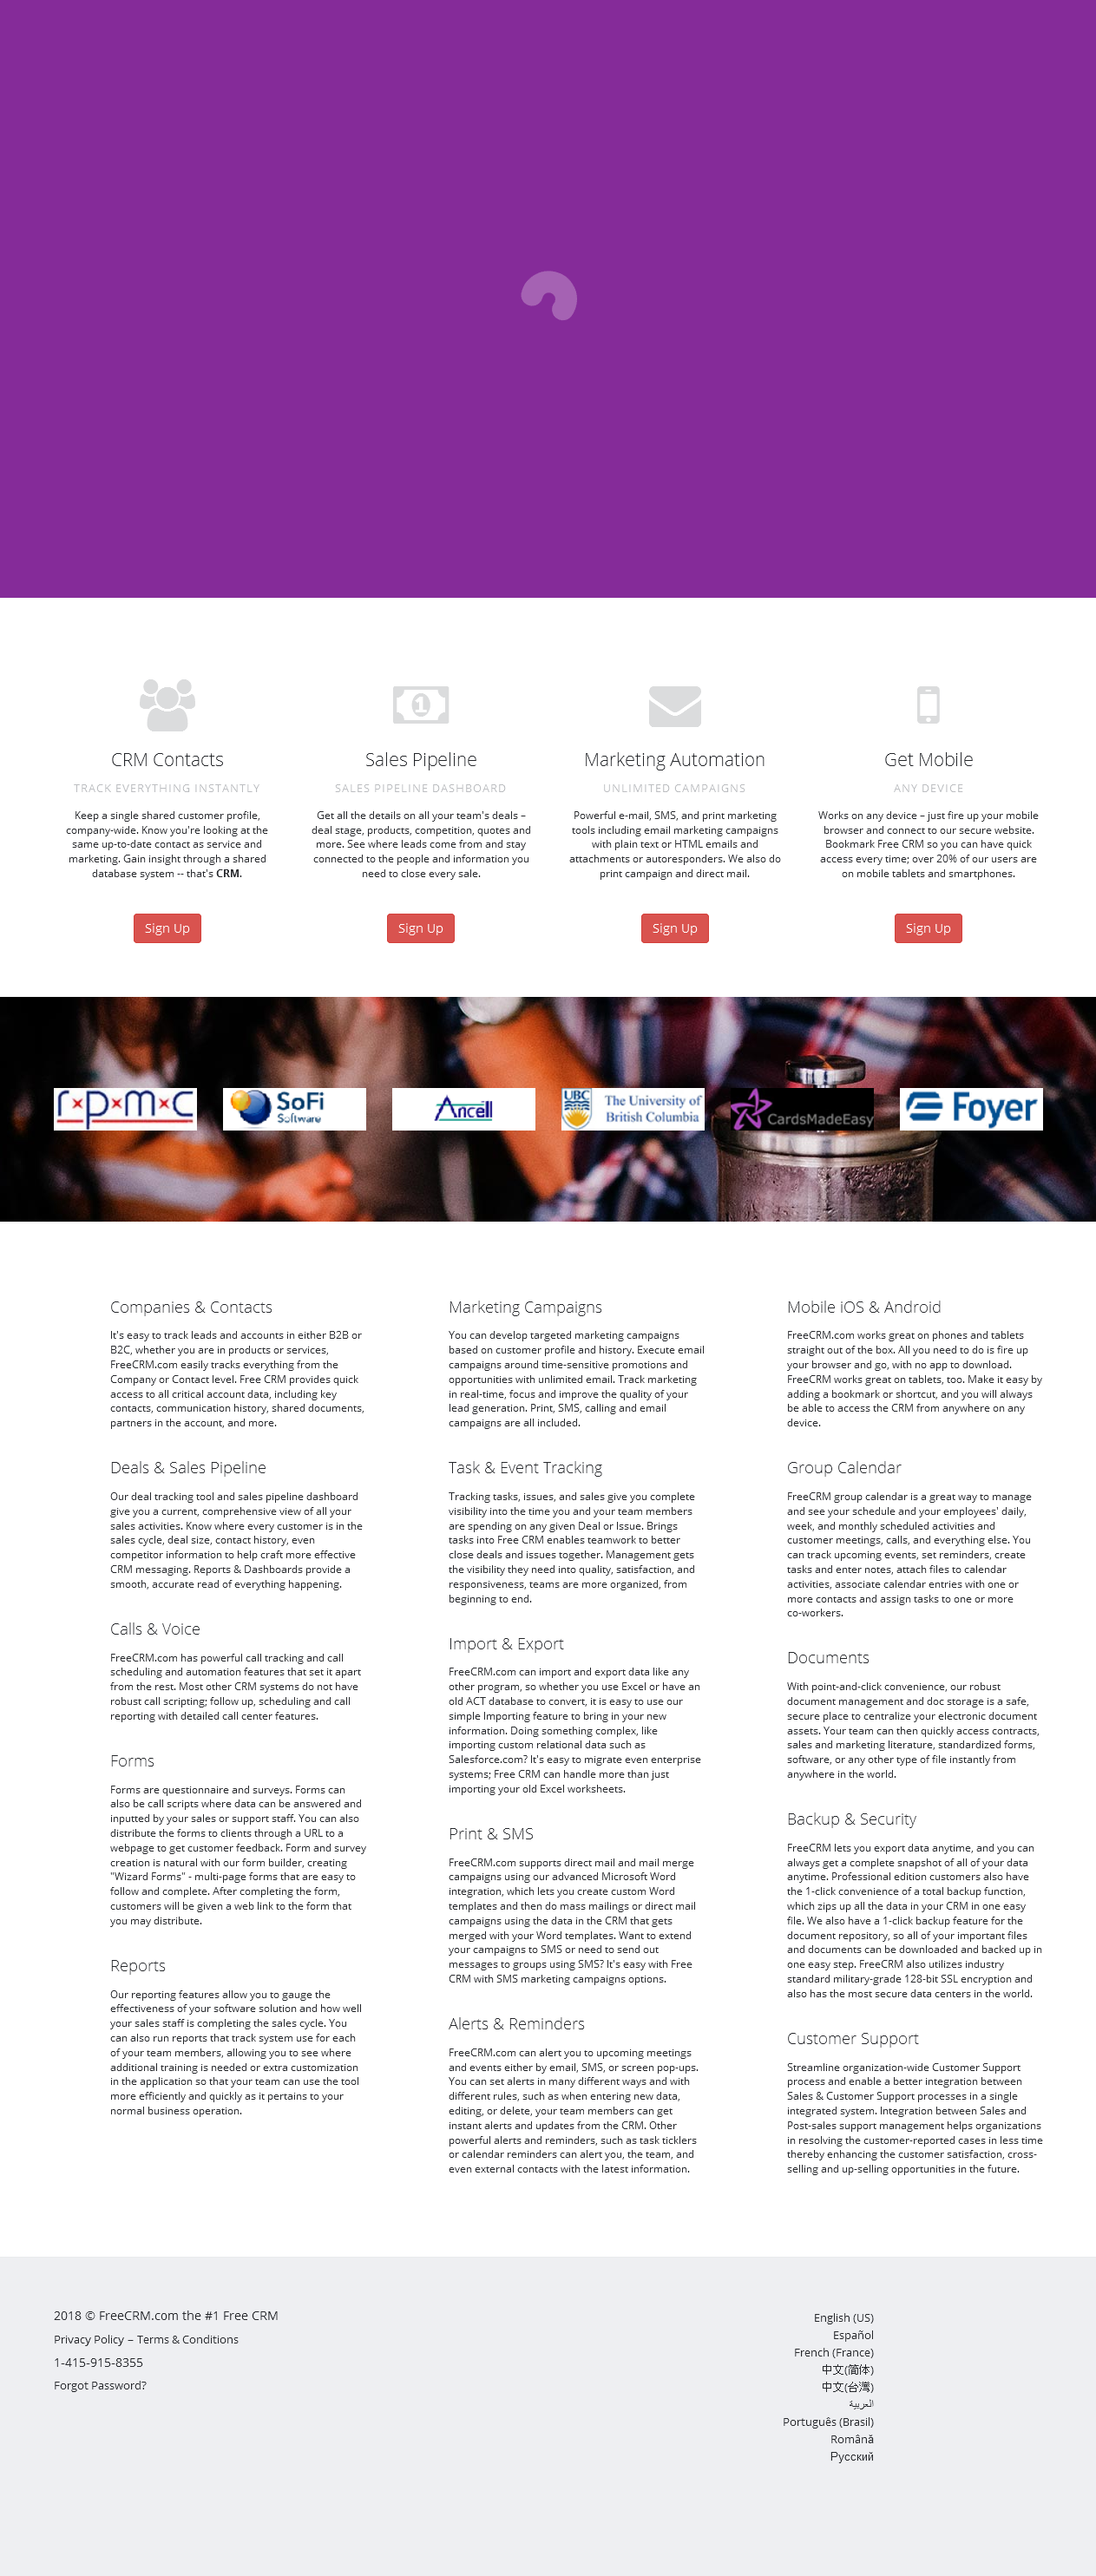 CRM Contacts
TRACK EVERYTHING INSTANTLY
Keep a single shared customer profile,
company-wide. Know you're looking at the
same up-to-date contact as service and
marketing. Gain insight through a shared
database system -- that's CRM.
Sign Up
Sales Pipeline
SALES PIPELINE DASHBOARD
Get all the details on all your team's deals –
deal stage, products, competition, quotes and
more. See where leads come from and stay
connected to the people and information you
need to close every sale.
Sign Up
Marketing Automation
UNLIMITED CAMPAIGNS
Powerful e-mail, SMS, and print marketing
tools including email marketing campaigns
with plain text or HTML emails and
attachments or autoresponders. We also do
print campaign and direct mail.
Sign Up
Get Mobile
ANY DEVICE
Works on any device – just fire up your mobile
browser and connect to our secure website.
Bookmark Free CRM so you can have quick
access every time; over 20% of our users are
on mobile tablets and smartphones.
Sign Up
r×p×m×c
SoFi
Software
Ancell
UBC
The University of
British Columbia
CardsMadeEasy
Foyer
Companies & Contacts
It's easy to track leads and accounts in either B2B or
B2C, whether you are in products or services,
FreeCRM.com easily tracks everything from the
Company or Contact level. Free CRM provides quick
access to all critical account data, including key
contacts, communication history, shared documents,
partners in the account, and more.
Deals & Sales Pipeline
Our deal tracking tool and sales pipeline dashboard
give you a current, comprehensive view of all your
sales activities. Know where every customer is in the
sales cycle, deal size, contact history, even
competitor information to help craft more effective
CRM messaging. Reports & Dashboards provide a
smooth, accurate read of everything happening.
Calls & Voice
FreeCRM.com has powerful call tracking and call
scheduling and automation features that set it apart
from the rest. Most other CRM systems do not have
robust call scripting; follow up, scheduling and call
reporting with detailed call center features.
Forms
Forms are questionnaire and surveys. Forms can
also be call scripts where data can be answered and
inputted by your sales or support staff. You can also
distribute the forms to clients through a URL to a
webpage to get customer feedback. Form and survey
creation is natural with our form builder, creating
"Wizard Forms" - multi-page forms that are easy to
follow and complete. After completing the form,
customers will be given a web link to the form that
you may distribute.
Reports
Our reporting features allow you to gauge the
effectiveness of your software solution and how well
your sales staff is completing the sales cycle. You
can also run reports that track system use for each
of your team members, allowing you to see where
additional training is needed or extra customization
in the application so that your team can use the tool
more efficiently and quickly as it pertains to your
normal business operation.
Marketing Campaigns
You can develop targeted marketing campaigns
based on customer profile and history. Execute email
campaigns around time-sensitive promotions and
opportunities with unlimited email. Track marketing
in real-time, focus and improve the quality of your
lead generation. Print, SMS, calling and email
campaigns are all included.
Task & Event Tracking
Tracking tasks, issues, and sales give you complete
visibility into the time you and your team members
are spending on any given Deal or Issue. Brings
tasks into Free CRM enables teamwork to better
close deals and issues together. Management gets
the visibility they need into quality, satisfaction, and
responsiveness, teams are more organized, from
beginning to end.
Import & Export
FreeCRM.com can import and export data like any
other program, so whether you use Excel or have an
old ACT database to convert, it is easy to use our
simple Importing feature to bring in your new
information. Doing something complex, like
importing custom relational data such as
Salesforce.com? It's easy to migrate even enterprise
systems; Free CRM can handle more than just
importing your old Excel worksheets.
Print & SMS
FreeCRM.com supports direct mail and mail merge
campaigns using our advanced Microsoft Word
integration, which lets you create custom Word
templates and then do mass mailings or direct mail
campaigns using the data in the CRM that gets
merged with your Word templates. Want to extend
your campaigns to SMS or need to send out
messages to groups using SMS? It's easy with Free
CRM with SMS marketing campaigns options.
Alerts & Reminders
FreeCRM.com can alert you to upcoming meetings
and events either by email, SMS, or screen pop-ups.
You can set alerts in many different ways and with
different rules, such as when entering new data,
editing, or delete, your team members can get
instant alerts and updates from the CRM. Other
powerful alerts and reminders, such as task ticklers
or calendar reminders can alert you, the team, and
even external contacts with the latest information.
Mobile iOS & Android
FreeCRM.com works great on phones and tablets
straight out of the box. All you need to do is fire up
your browser and go, with no app to download.
FreeCRM works great on tablets, too. Make it easy by
adding a bookmark or shortcut, and you will always
be able to access the CRM from anywhere on any
device.
Group Calendar
FreeCRM group calendar is a great way to manage
and see your schedule and your employees' daily,
week, and monthly scheduled activities and
customer meetings, calls, and everything else. You
can track upcoming events, set reminders, create
tasks and enter notes, attach files to calendar
activities, associate calendar entries with one or
more contacts and assign tasks to one or more
co-workers.
Documents
With point-and-click convenience, our robust
document management and doc storage is a safe,
secure place to centralize your electronic document
assets. Your team can then quickly access contracts,
sales and marketing literature, standardized forms,
software, or any other type of file instantly from
anywhere in the world.
Backup & Security
FreeCRM lets you export data anytime, and you can
always get a complete snapshot of all of your data
anytime. Professional edition customers also have
the 1-click convenience of a total backup function,
which zips up all the data in your CRM in one easy
file. We also have a 1-click backup feature for the
document repository, so all of your important files
and documents can be downloaded and backed up in
one easy step. FreeCRM also utilizes industry
standard military-grade 128-bit SSL encryption and
also has the most secure data centers in the world.
Customer Support
Streamline organization-wide Customer Support
process and enable a better integration between
Sales & Customer Support processes in a single
integrated system. Integration between Sales and
Post-sales support management helps organizations
in resolving the customer-reported cases in less time
thereby enhancing the customer satisfaction, cross-
selling and up-selling opportunities in the future.
2018 © FreeCRM.com the #1 Free CRM
Privacy Policy – Terms & Conditions
1-415-915-8355
Forgot Password?
English (US)
Español
French (France)
中文(简体)
中文(台灣)
العربية
Português (Brasil)
Română
Русский